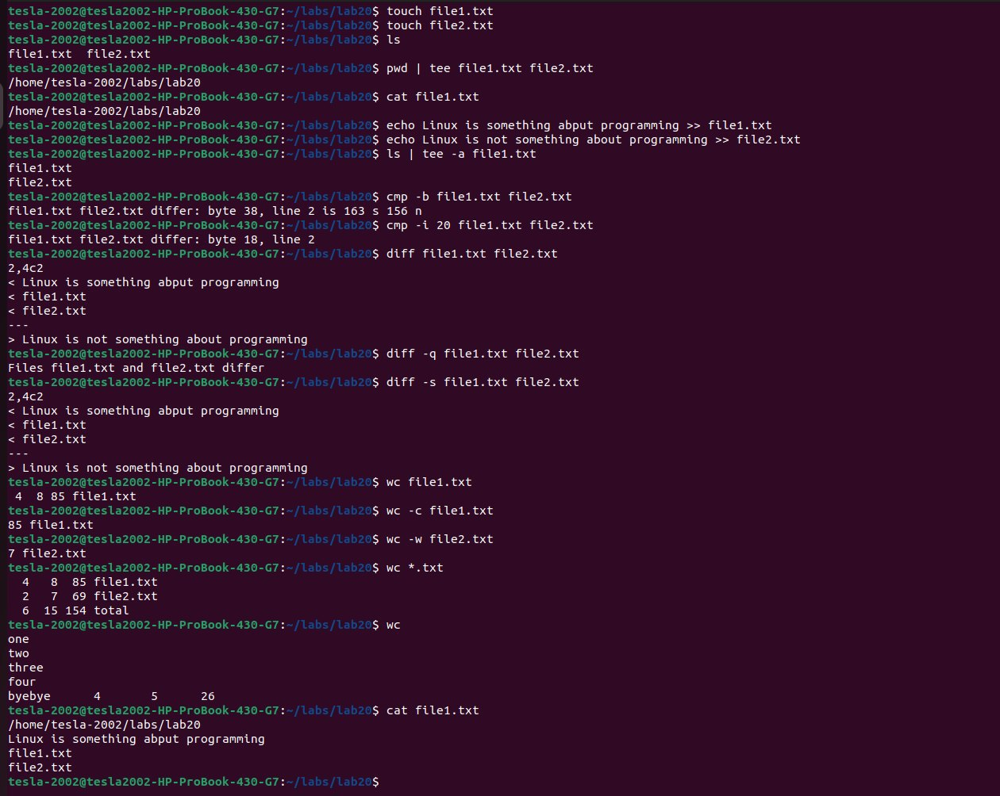 tesla-2002@tesla2002-HP-ProBook-430-G7:~/labs/lab20$ touch file1.txt
tesla-2002@tesla2002-HP-ProBook-430-G7:~/labs/lab20$ touch file2.txt
tesla-2002@tesla2002-HP-ProBook-430-G7:~/labs/lab20$ ls
file1.txt  file2.txt
tesla-2002@tesla2002-HP-ProBook-430-G7:~/labs/lab20$ pwd | tee file1.txt file2.txt
/home/tesla-2002/labs/lab20
tesla-2002@tesla2002-HP-ProBook-430-G7:~/labs/lab20$ cat file1.txt
/home/tesla-2002/labs/lab20
tesla-2002@tesla2002-HP-ProBook-430-G7:~/labs/lab20$ echo Linux is something abput programming >> file1.txt
tesla-2002@tesla2002-HP-ProBook-430-G7:~/labs/lab20$ echo Linux is not something about programming >> file2.txt
tesla-2002@tesla2002-HP-ProBook-430-G7:~/labs/lab20$ ls | tee -a file1.txt
file1.txt
file2.txt
tesla-2002@tesla2002-HP-ProBook-430-G7:~/labs/lab20$ cmp -b file1.txt file2.txt
file1.txt file2.txt differ: byte 38, line 2 is 163 s 156 n
tesla-2002@tesla2002-HP-ProBook-430-G7:~/labs/lab20$ cmp -i 20 file1.txt file2.txt
file1.txt file2.txt differ: byte 18, line 2
tesla-2002@tesla2002-HP-ProBook-430-G7:~/labs/lab20$ diff file1.txt file2.txt
2,4c2
< Linux is something abput programming
< file1.txt
< file2.txt
---
> Linux is not something about programming
tesla-2002@tesla2002-HP-ProBook-430-G7:~/labs/lab20$ diff -q file1.txt file2.txt
Files file1.txt and file2.txt differ
tesla-2002@tesla2002-HP-ProBook-430-G7:~/labs/lab20$ diff -s file1.txt file2.txt
2,4c2
< Linux is something abput programming
< file1.txt
< file2.txt
---
> Linux is not something about programming
tesla-2002@tesla2002-HP-ProBook-430-G7:~/labs/lab20$ wc file1.txt
 4  8 85 file1.txt
tesla-2002@tesla2002-HP-ProBook-430-G7:~/labs/lab20$ wc -c file1.txt
85 file1.txt
tesla-2002@tesla2002-HP-ProBook-430-G7:~/labs/lab20$ wc -w file2.txt
7 file2.txt
tesla-2002@tesla2002-HP-ProBook-430-G7:~/labs/lab20$ wc *.txt
  4   8  85 file1.txt
  2   7  69 file2.txt
  6  15 154 total
tesla-2002@tesla2002-HP-ProBook-430-G7:~/labs/lab20$ wc
one
two
three
four
byebye      4       5      26
tesla-2002@tesla2002-HP-ProBook-430-G7:~/labs/lab20$ cat file1.txt
/home/tesla-2002/labs/lab20
Linux is something abput programming
file1.txt
file2.txt
tesla-2002@tesla2002-HP-ProBook-430-G7:~/labs/lab20$